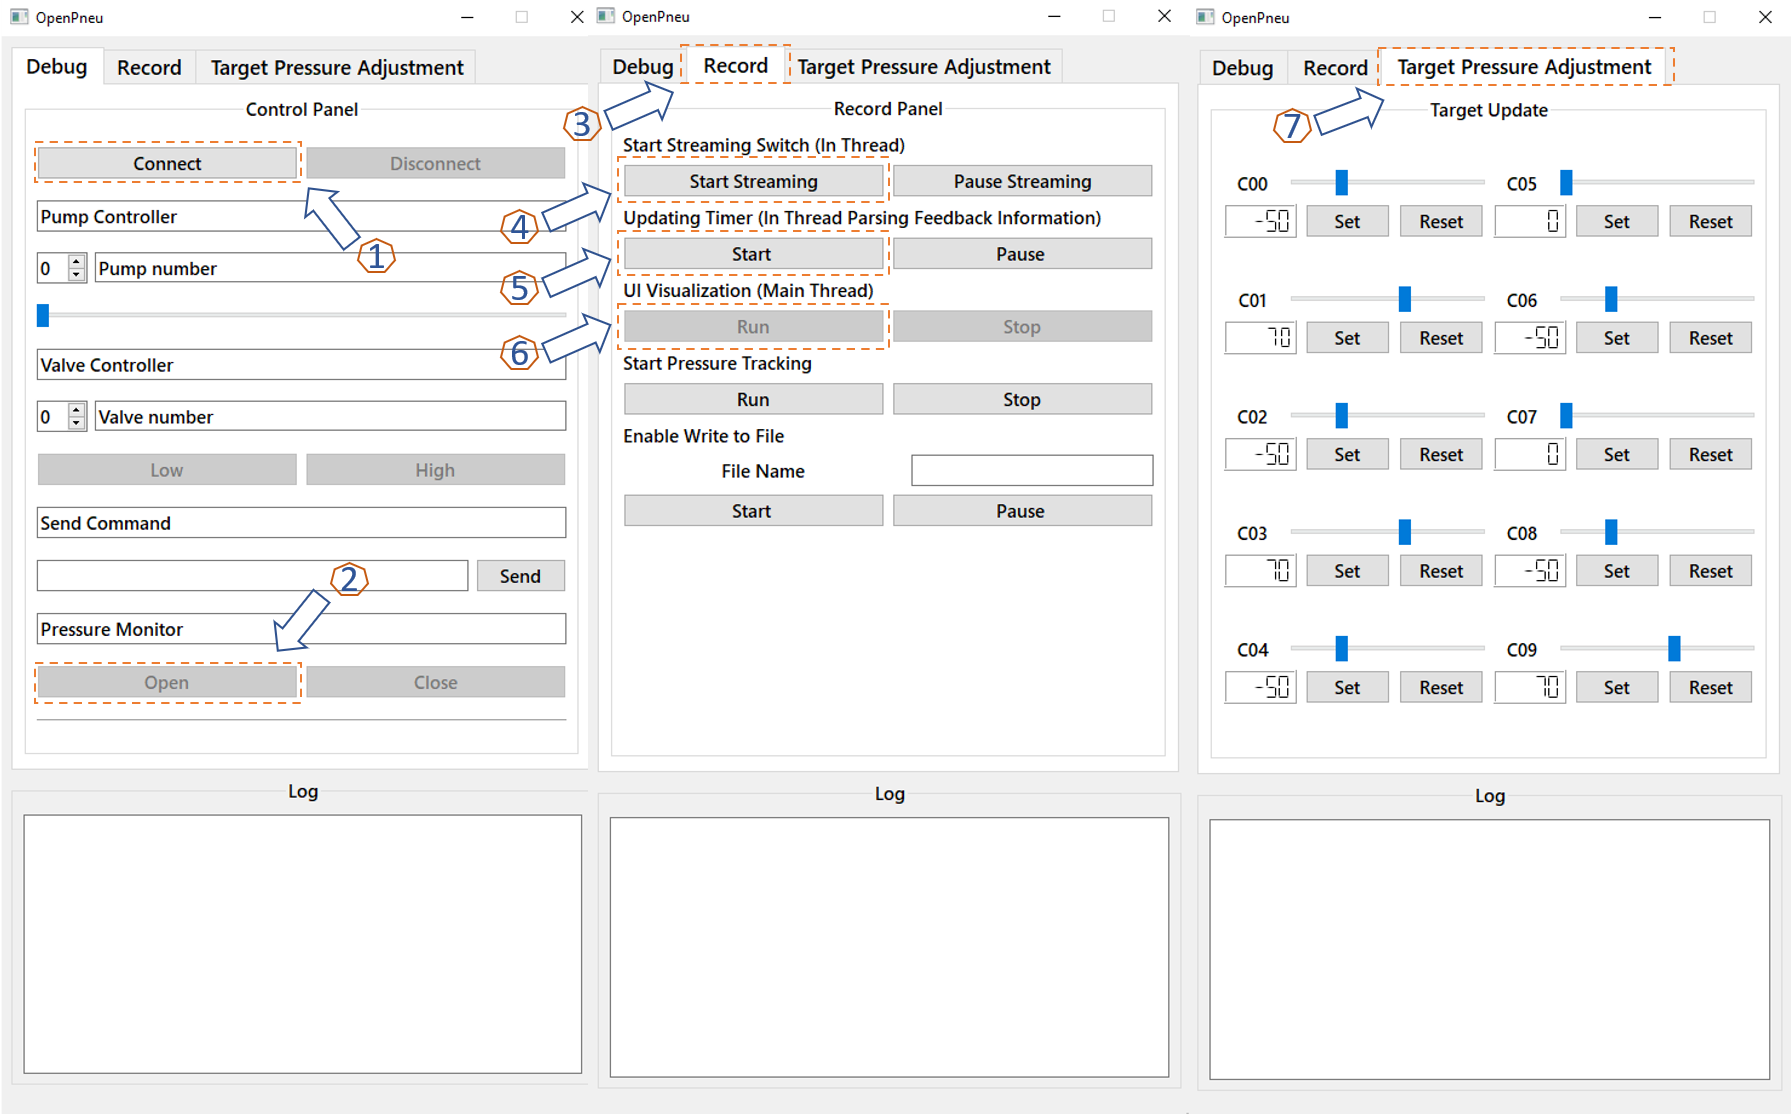 OpenPneu
Debug Record Target Pressure Adjustment
Control Panel
Connect Disconnect
1
Pump Controller
0 Pump number
Valve Controller
0 Valve number
Low High
Send Command
2
Send
Pressure Monitor
Open Close
Log
OpenPneu
Debug Record Target Pressure Adjustment
3
Record Panel
Start Streaming Switch (In Thread)
4 Start Streaming Pause Streaming
Updating Timer (In Thread Parsing Feedback Information)
5 Start Pause
UI Visualization (Main Thread)
6 Run Stop
Start Pressure Tracking
Run Stop
Enable Write to File
File Name
Start Pause
Log
OpenPneu
Debug Record Target Pressure Adjustment
7
Target Update
C00 C05
-50 Set Reset 0 Set Reset
C01 C06
70 Set Reset -50 Set Reset
C02 C07
-50 Set Reset 0 Set Reset
C03 C08
70 Set Reset -50 Set Reset
C04 C09
-50 Set Reset 70 Set Reset
Log